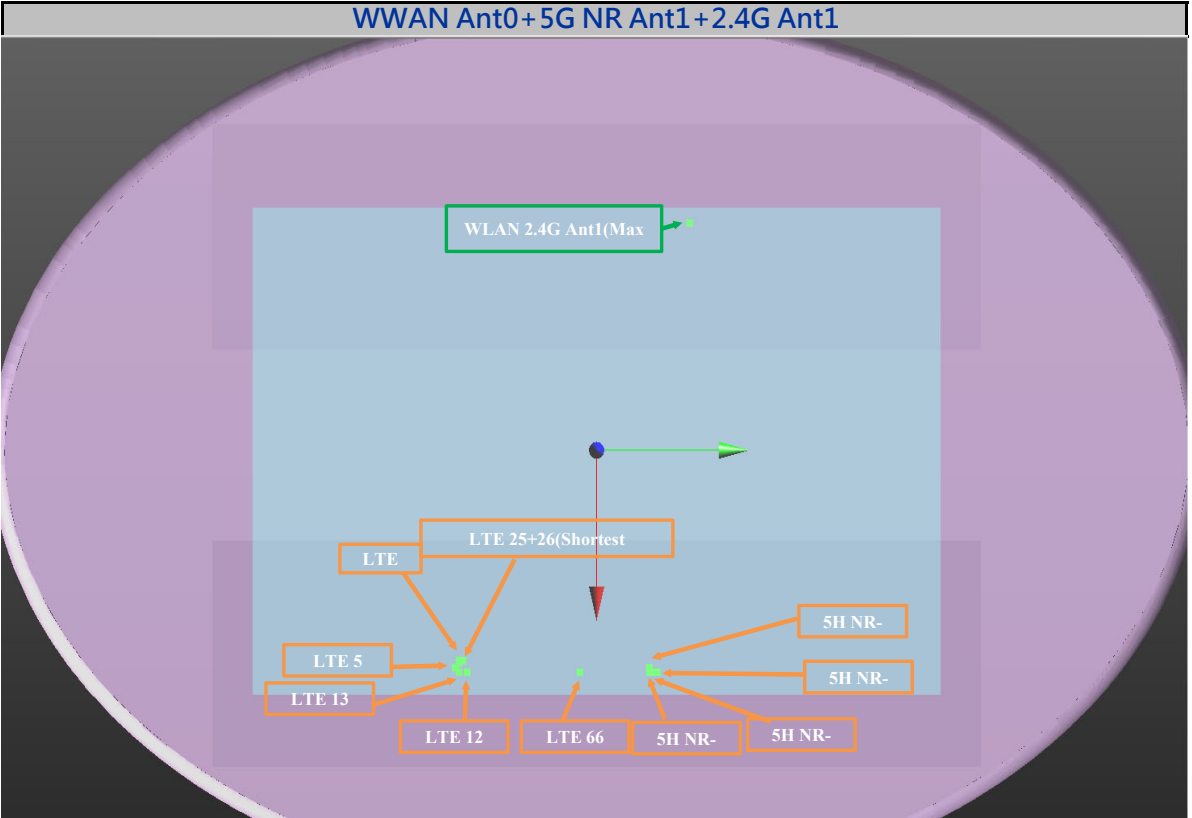 WWAN Ant0+5G NR Ant1+2.4G Ant1
WLAN 2.4G Ant1(Max
LTE 25+26(Shortest
LTE
5H NR-
LTE 5
5H NR-
LTE 13
LTE 12
LTE 66
5H NR-
5H NR-